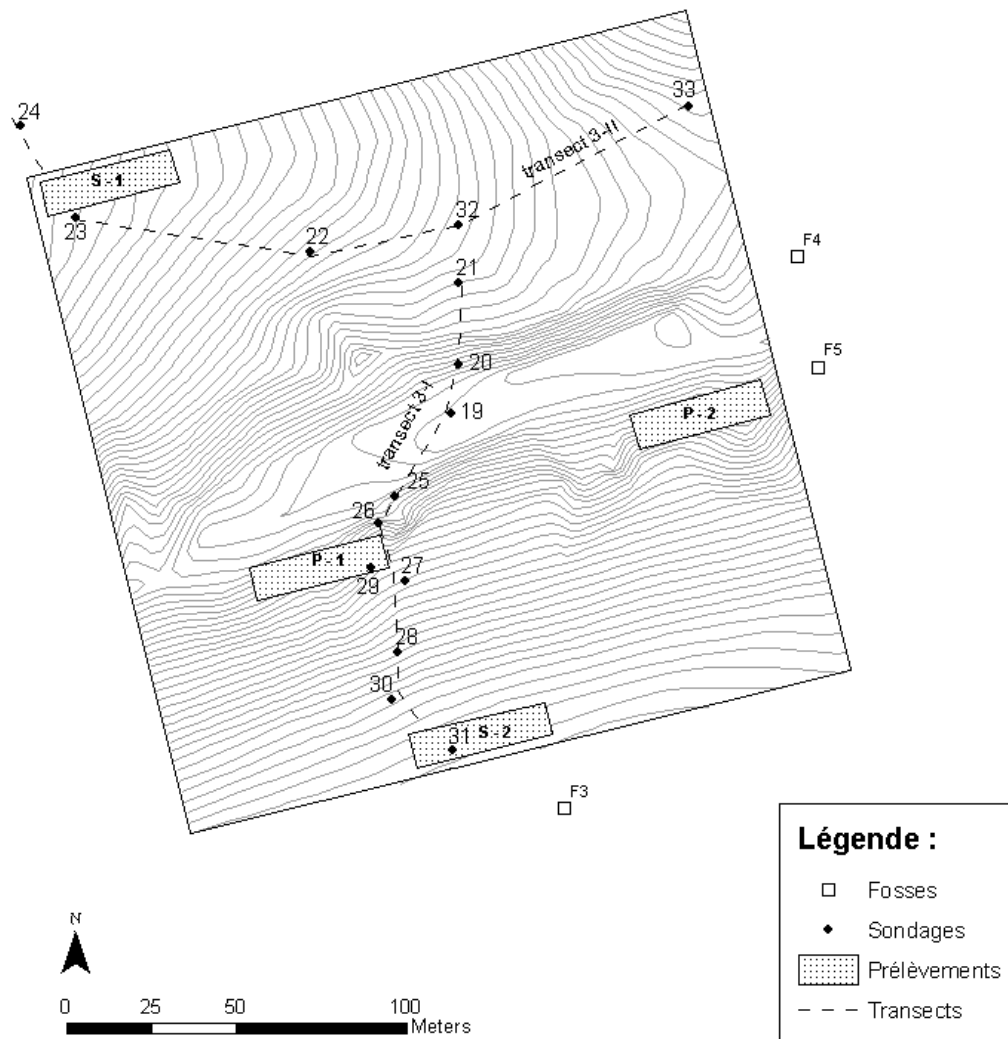 24
33
transect 3-II
S - 1
23
22
32
21
F4
20
F5
transect 3-I
19
P - 2
25
26
P - 1
29
27
28
30
31
S - 2
F3
Légende :
Fosses
Sondages
Prélèvements
Transects
N
0 25 50 100
Meters